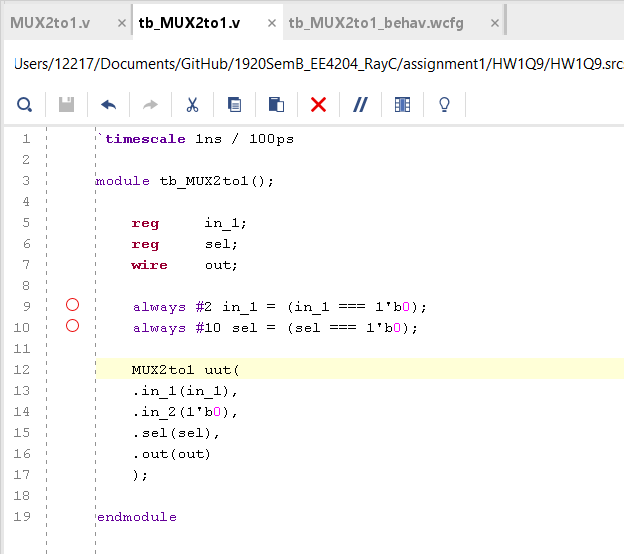 MUX2to1.v × tb_MUX2to1.v × tb_MUX2to1_behav.wcfg ×
Users/12217/Documents/GitHub/1920SemB_EE4204_RayC/assignment1/HW1Q9/HW1Q9.src
1 `timescale 1ns / 100ps
2
3 module tb_MUX2to1();
4
5 reg in_1;
6 reg sel;
7 wire out;
8
9 always #2 in_1 = (in_1 === 1'b0);
10 always #10 sel = (sel === 1'b0);
11
12 MUX2to1 uut(
13 .in_1(in_1),
14 .in_2(1'b0),
15 .sel(sel),
16 .out(out)
17 );
18
19 endmodule